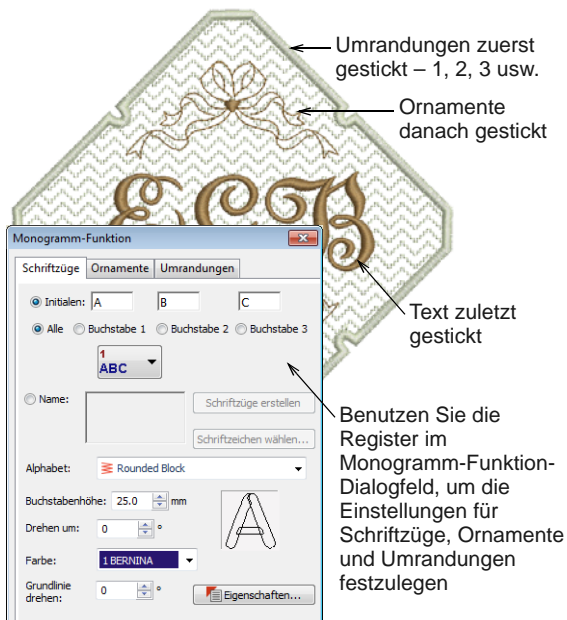 Umrandungen zuerst
gestickt – 1, 2, 3 usw.
Ornamente
danach gestickt
ECB
Monogramm-Funktion
Schriftzüge Ornamente Umrandungen
Initialen: A B C
Alle Buchstabe 1 Buchstabe 2 Buchstabe 3
1
ABC
Name:
Schriftzüge erstellen
Schriftzeichen wählen...
Alphabet: Rounded Block
Buchstabenhöhe: 25.0 mm
A
Drehen um: 0 °
Farbe: 1 BERNINA
Grundlinie
drehen: 0 °
Eigenschaften...
Text zuletzt
gestickt
Benutzen Sie die
Register im
Monogramm-Funktion-
Dialogfeld, um die
Einstellungen für
Schriftzüge, Ornamente
und Umrandungen
festzulegen